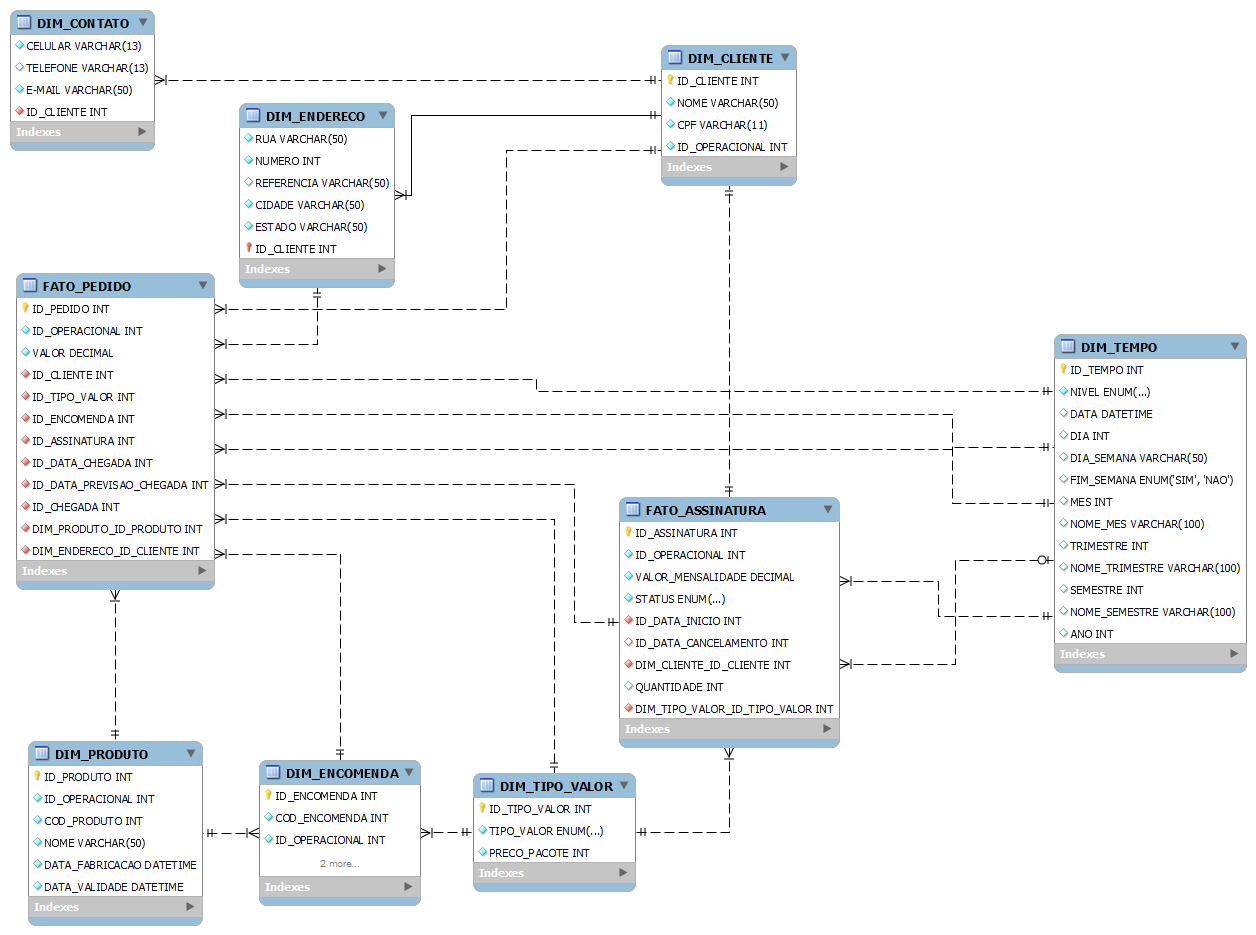 DIM_CONTATO
CELULAR VARCHAR(13)
TELEFONE VARCHAR(13)
E-MAIL VARCHAR(50)
ID_CLIENTE INT
Indexes
DIM_CLIENTE
ID_CLIENTE INT
NOME VARCHAR(50)
CPF VARCHAR(11)
ID_OPERACIONAL INT
Indexes
DIM_ENDERECO
RUA VARCHAR(50)
NUMERO INT
REFERENCIA VARCHAR(50)
CIDADE VARCHAR(50)
ESTADO VARCHAR(50)
ID_CLIENTE INT
Indexes
FATO_PEDIDO
ID_PEDIDO INT
ID_OPERACIONAL INT
VALOR DECIMAL
ID_CLIENTE INT
ID_TIPO_VALOR INT
ID_ENCOMENDA INT
ID_ASSINATURA INT
ID_DATA_CHEGADA INT
ID_DATA_PREVISAO_CHEGADA INT
ID_CHEGADA INT
DIM_PRODUTO_ID_PRODUTO INT
DIM_ENDERECO_ID_CLIENTE INT
Indexes
DIM_TEMPO
ID_TEMPO INT
NIVEL ENUM(...)
DATA DATETIME
DIA INT
DIA_SEMANA VARCHAR(50)
FIM_SEMANA ENUM('SIM', 'NAO')
MES INT
NOME_MES VARCHAR(100)
TRIMESTRE INT
NOME_TRIMESTRE VARCHAR(100)
SEMESTRE INT
NOME_SEMESTRE VARCHAR(100)
ANO INT
Indexes
FATO_ASSINATURA
ID_ASSINATURA INT
ID_OPERACIONAL INT
VALOR_MENSALIDADE DECIMAL
STATUS ENUM(...)
ID_DATA_INICIO INT
ID_DATA_CANCELAMENTO INT
DIM_CLIENTE_ID_CLIENTE INT
QUANTIDADE INT
DIM_TIPO_VALOR_ID_TIPO_VALOR INT
Indexes
DIM_PRODUTO
ID_PRODUTO INT
ID_OPERACIONAL INT
COD_PRODUTO INT
NOME VARCHAR(50)
DATA_FABRICACAO DATETIME
DATA_VALIDADE DATETIME
Indexes
DIM_ENCOMENDA
ID_ENCOMENDA INT
COD_ENCOMENDA INT
ID_OPERACIONAL INT
2 more...
Indexes
DIM_TIPO_VALOR
ID_TIPO_VALOR INT
TIPO_VALOR ENUM(...)
PRECO_PACOTE INT
Indexes